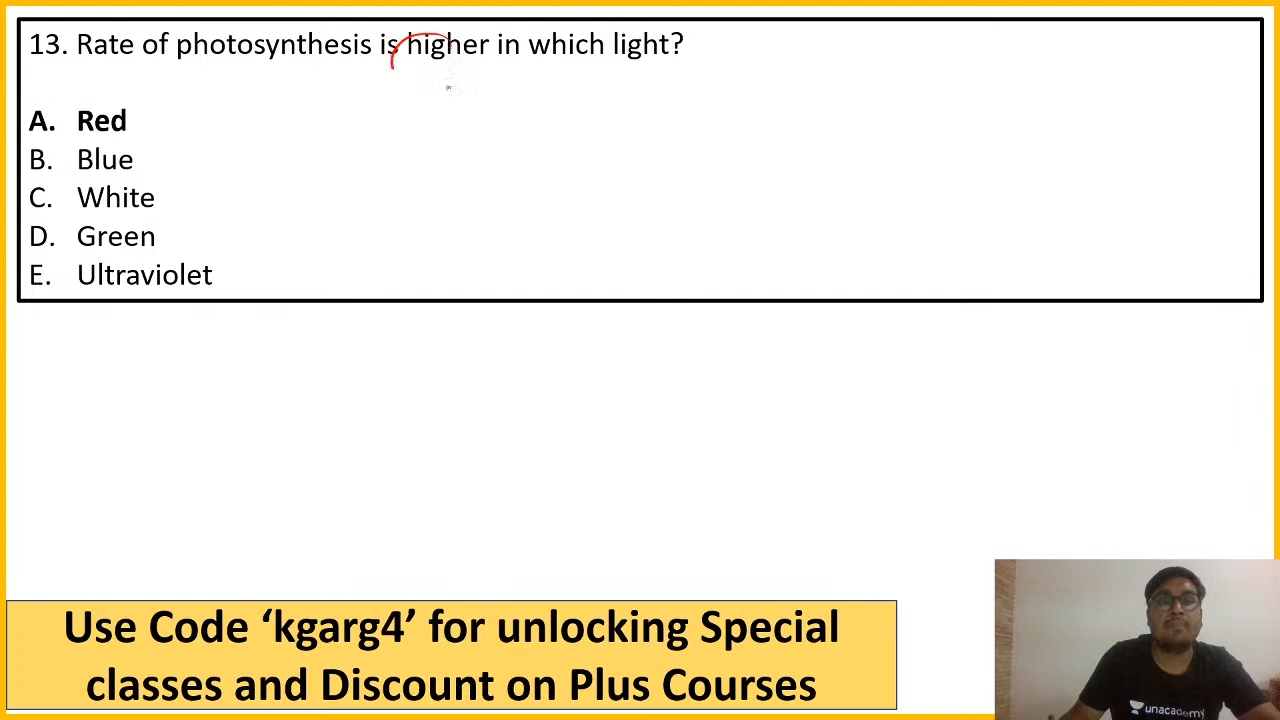 13. Rate of photosynthesis is higher in which light?
A. Red
B. Blue
C. White
D. Green
E. Ultraviolet
Use Code ‘kgarg4’ for unlocking Special
classes and Discount on Plus Courses
unacademy